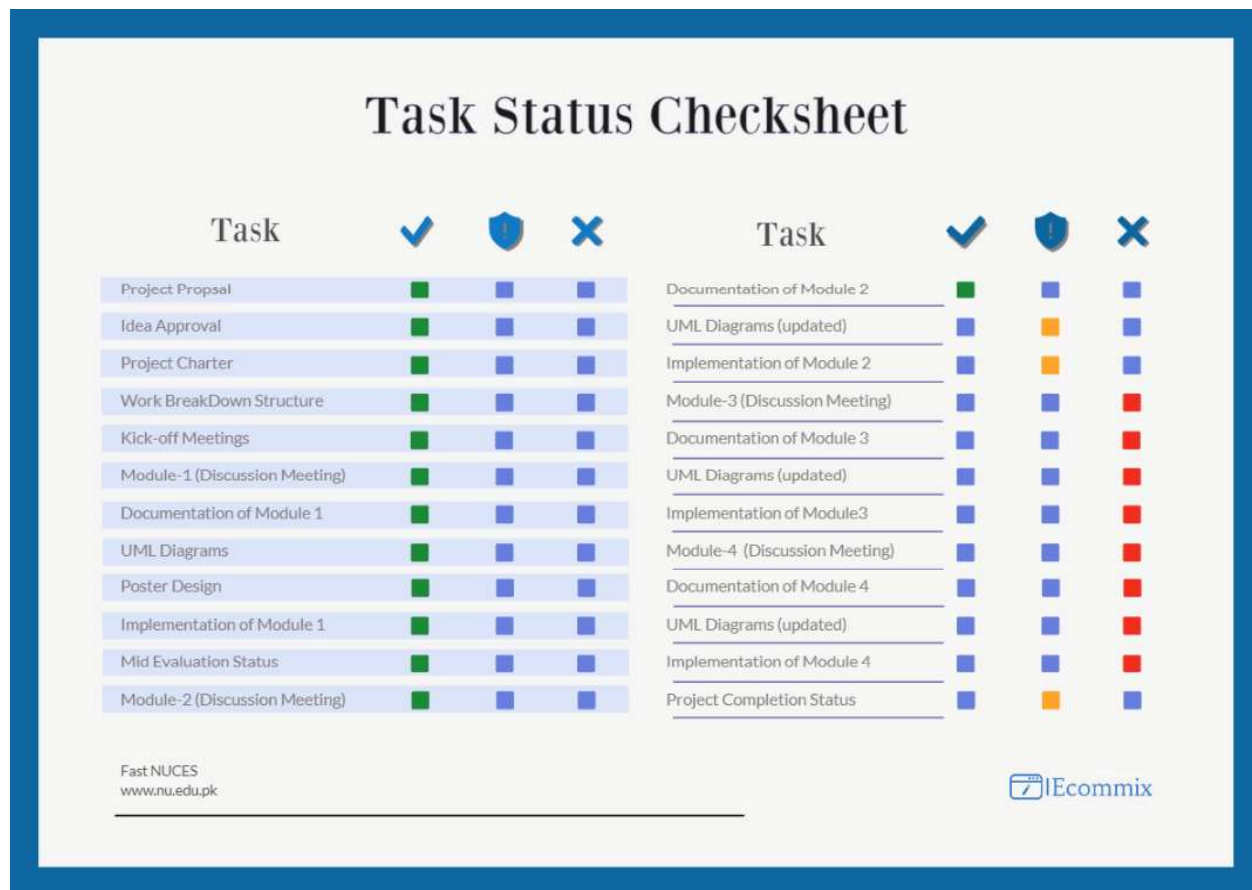 Task Status Checksheet
Task
Project Propsal
Idea Approval
Project Charter
Work BreakDown Structure
Kick-off Meetings
Module-1 (Discussion Meeting)
Documentation of Module 1
UML Diagrams
Poster Design
Implementation of Module 1
Mid Evaluation Status
Module-2 (Discussion Meeting)
Task
Documentation of Module 2
UML Diagrams (updated)
Implementation of Module 2
Module-3 (Discussion Meeting)
Documentation of Module 3
UML Diagrams (updated)
Implementation of Module3
Module-4 (Discussion Meeting)
Documentation of Module 4
UML Diagrams (updated)
Implementation of Module 4
Project Completion Status
Fast NUCES
www.nu.edu.pk
|Ecommix